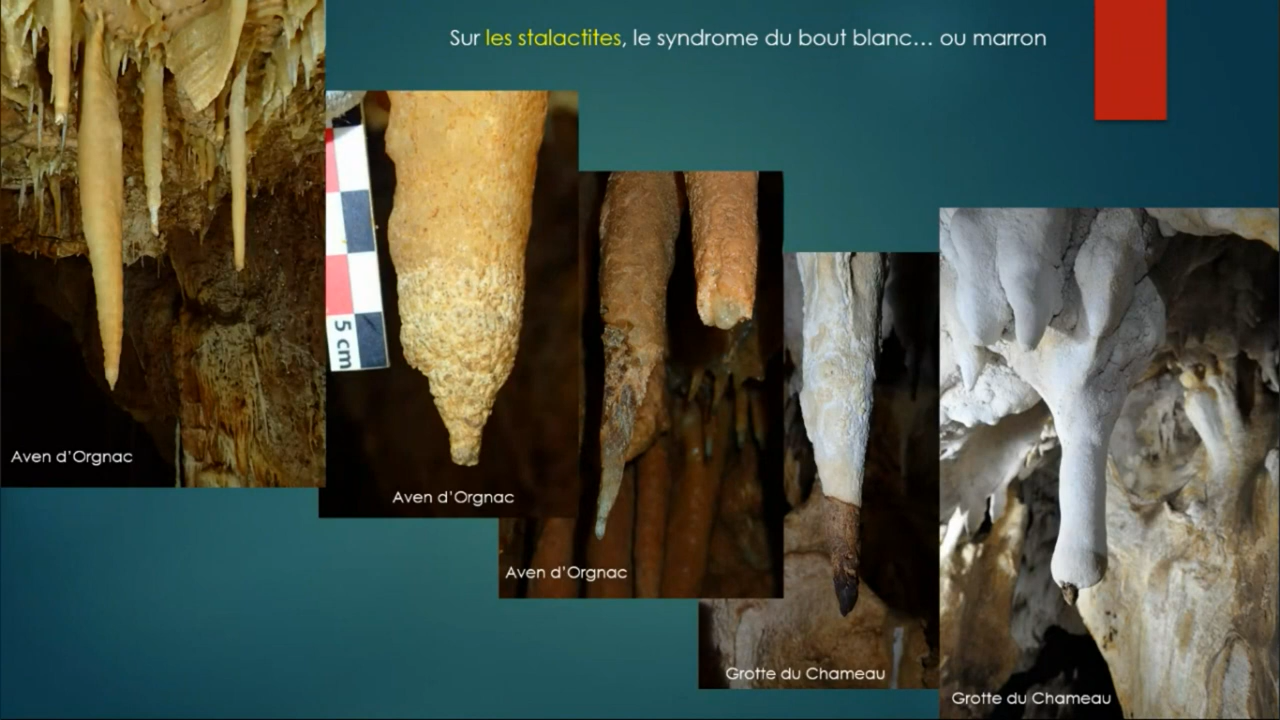 Sur les stalactites, le syndrome du bout blanc... ou marron
5 cm
Aven d'Orgnac
Aven d'Orgnac
Aven d'Orgnac
Grotte du Chameau
Grotte du Chameau